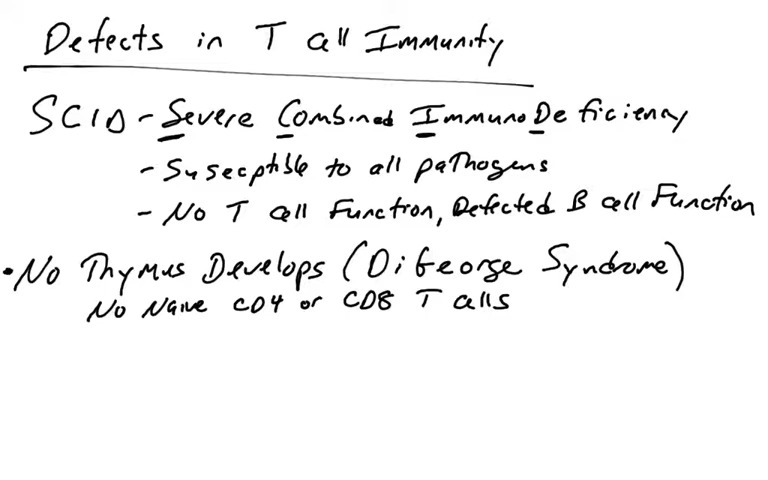 Defects in T cell Immunity
SCID - Severe Combined ImmunoDeficiency
- Suseptible to all pathogens
- No T cell Function, Defected B cell Function
• No Thymus Develops (DiGeorge Syndrome)
No Naive CD4 or CD8 T cells